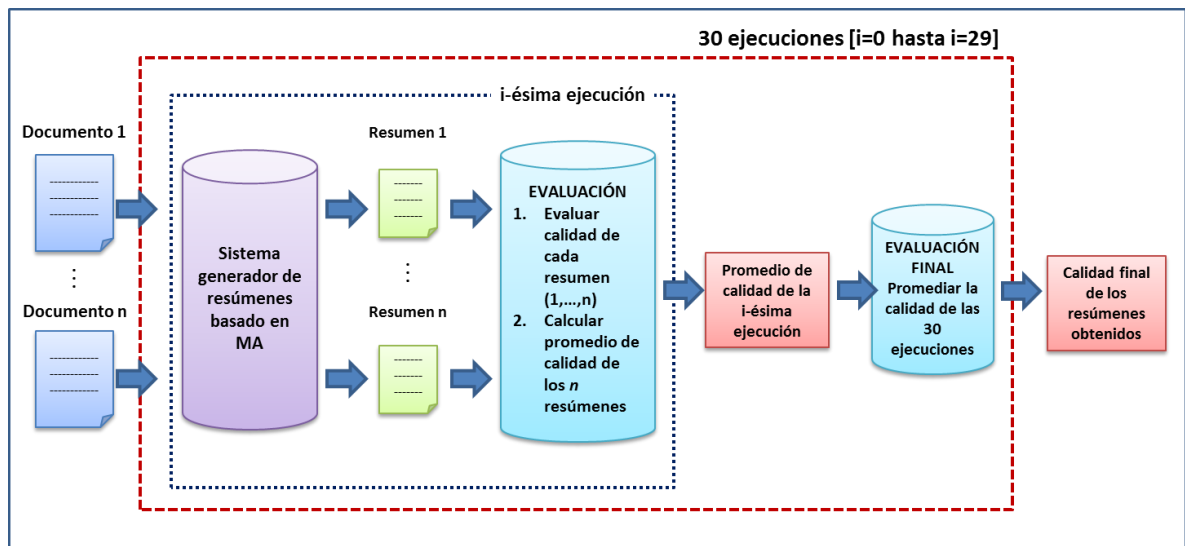 30 ejecuciones [i=0 hasta i=29]
i-ésima ejecución
Documento 1
------------
------------
------------
⋮
Documento n
------------
------------
------------
Sistema
generador de
resúmenes
basado en
MA
Resumen 1
-------
-------
-------
⋮
Resumen n
-------
-------
-------
EVALUACIÓN
1. Evaluar
calidad de
cada
resumen
(1,...,n)
2. Calcular
promedio de
calidad de
los n
resúmenes
Promedio de
calidad de la
i-ésima
ejecución
EVALUACIÓN
FINAL
Promediar la
calidad de las
30
ejecuciones
Calidad final
de los
resúmenes
obtenidos